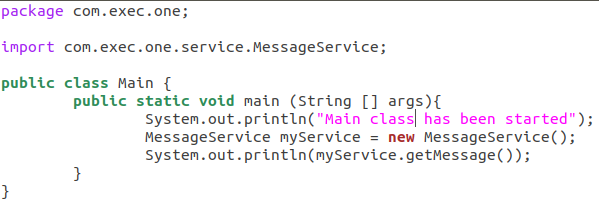 package com.exec.one;
import com.exec.one.service.MessageService;
public class Main {
public static void main (String [] args){
System.out.println("Main class has been started");
MessageService myService = new MessageService();
System.out.println(myService.getMessage());
}
}